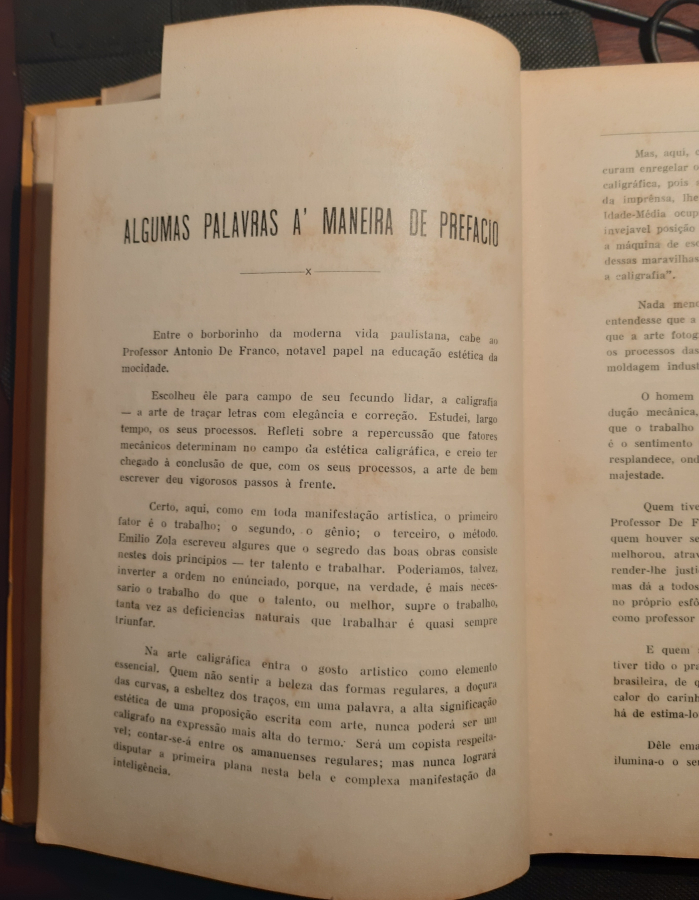 ALGUMAS PALAVRAS A' MANEIRA DE PREFACIO
x
Entre o borborinho da moderna vida paulistana, cabe ao
Professor Antonio De Franco, notavel papel na educação estética da
mocidade.
Escolheu êle para campo de seu fecundo lidar, a caligrafia
— a arte de traçar letras com elegância e correção. Estudei, largo
tempo, os seus processos. Refleti sobre a repercussão que fatores
mecânicos determinam no campo da estética caligráfica, e creio ter
chegado à conclusão de que, com os seus processos, a arte de bem
escrever deu vigorosos passos à frente.
Certo, aqui, como em toda manifestação artistica, o primeiro
fator é o trabalho; o segundo, o gênio; o terceiro, o método.
Emilio Zola escreveu algures que o segredo das boas obras consiste
nestes dois princípios — ter talento e trabalhar. Poderiamos, talvez,
inverter a ordem no enúnciado, porque, na verdade, é mais neces-
sario o trabalho do que o talento, ou melhor, supre o trabalho,
tanta vez as deficiencias naturais que trabalhar é quasi sempre
triunfar.
Na arte caligráfica entra o gosto artistico como elemento
essencial. Quem não sentir a beleza das formas regulares, a doçura
das curvas, a esbeltez dos traços, em uma palavra, a alta significação
estética de uma proposição escrita com arte, nunca poderá ser um
caligrafo na expressão mais alta do termo. Será um copista respeita-
vel; contar-se-á entre os amanuenses regulares; mas nunca logrará
disputar a primeira plana nesta bela e complexa manifestação da
inteligência.
Mas, aqui,
curam enregelar
caligráfica, pois
da imprênsa, lhe
Idade-Média ocup
invejavel posição
a máquina de esc
dessas maravilhas
a caligrafia".
Nada menc
entendesse que a
que a arte fotog
os processos das
moldagem indust
O homem
dução mecânica,
que o trabalho
é o sentimento
resplandece, ond
majestade.
Quem tive
Professor De F
quem houver se
melhorou, atrav
render-lhe justi
mas dá a todos
no próprio esfô
como professor
E quem
tiver tido o pra
brasileira, de q
calor do carinh
há de estima-lo
Dêle ema
ilumina-o o se